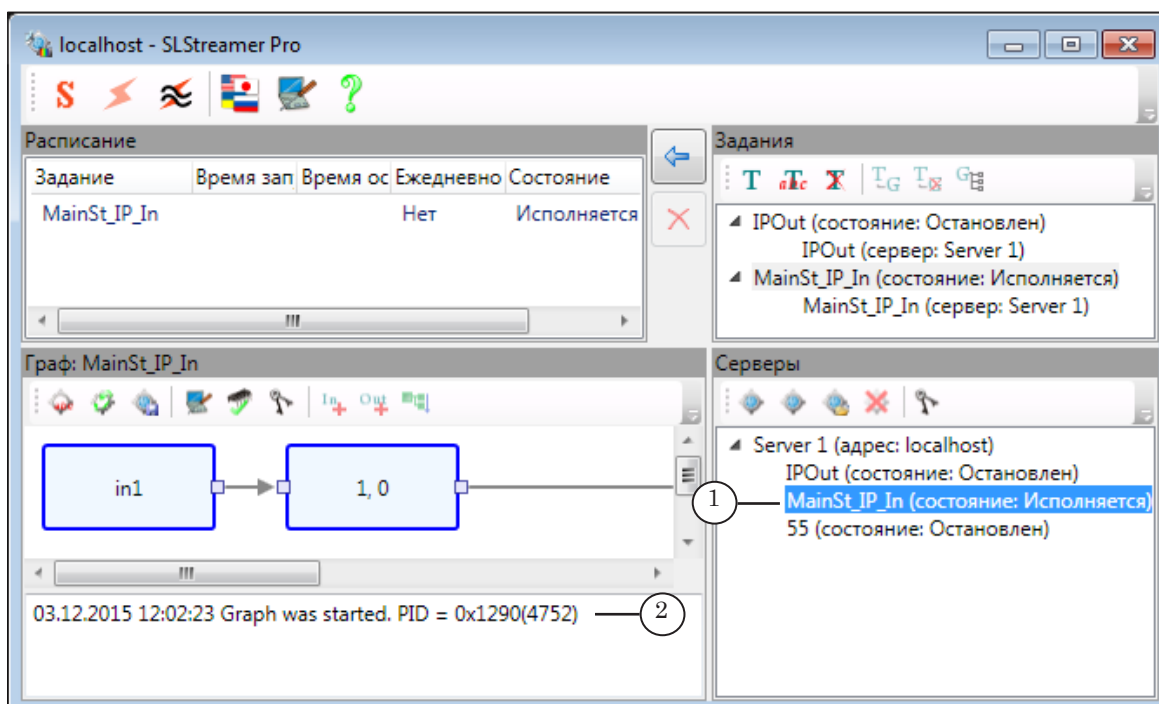 localhost - SLStreamer Pro
S
Расписание
Задание Время зап Время ос Ежедневно Состояние
MainSt_IP_In Нет Исполняется
Задания
T abc T T G T G
IPOut (состояние: Остановлен)
IPOut (сервер: Server 1)
MainSt_IP_In (состояние: Исполняется)
MainSt_IP_In (сервер: Server 1)
Граф: MainSt_IP_In
In Out
in1
1, 0
03.12.2015 12:02:23 Graph was started. PID = 0x1290(4752)
2
Серверы
Server 1 (адрес: localhost)
IPOut (состояние: Остановлен)
1
MainSt_IP_In (состояние: Исполняется)
55 (состояние: Остановлен)